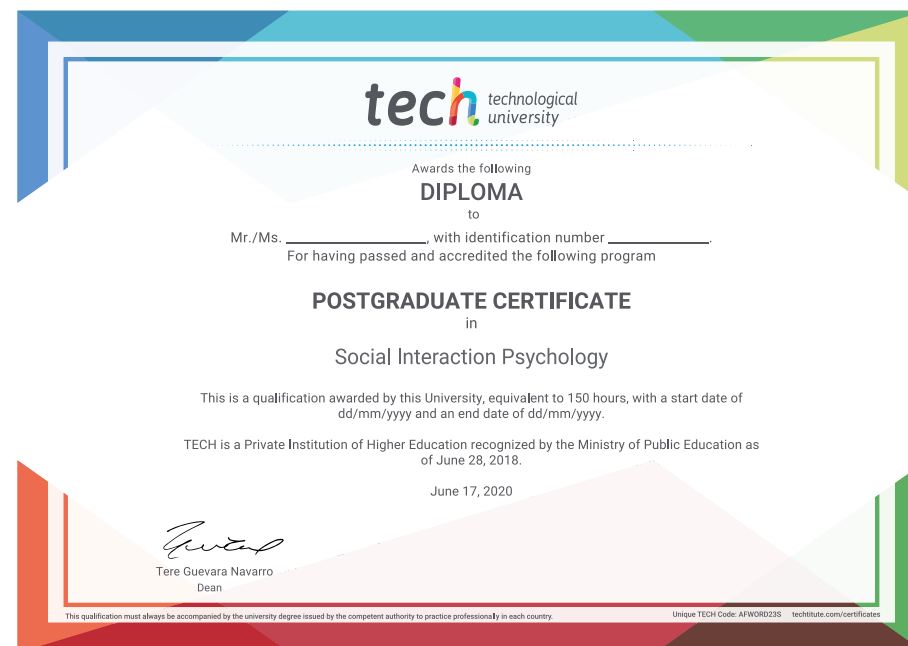 tech technological
university
Awards the following
DIPLOMA
to
Mr./Ms. ____________________, with identification number ______________.
For having passed and accredited the following program
POSTGRADUATE CERTIFICATE
in
Social Interaction Psychology
This is a qualification awarded by this University, equivalent to 150 hours, with a start date of
dd/mm/yyyy and an end date of dd/mm/yyyy.
TECH is a Private Institution of Higher Education recognized by the Ministry of Public Education as
of June 28, 2018.
June 17, 2020
Tere Guevara Navarro
Dean
This qualification must always be accompanied by the university degree issued by the competent authority to practice professionally in each country.
Unique TECH Code: AFWORD23S techtitute.com/certificates